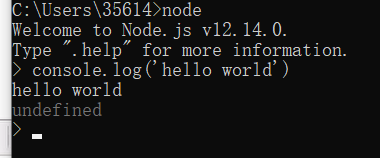 C:\Users\35614>node
Welcome to Node.js v12.14.0.
Type ".help" for more information.
> console.log('hello world')
hello world
undefined
>